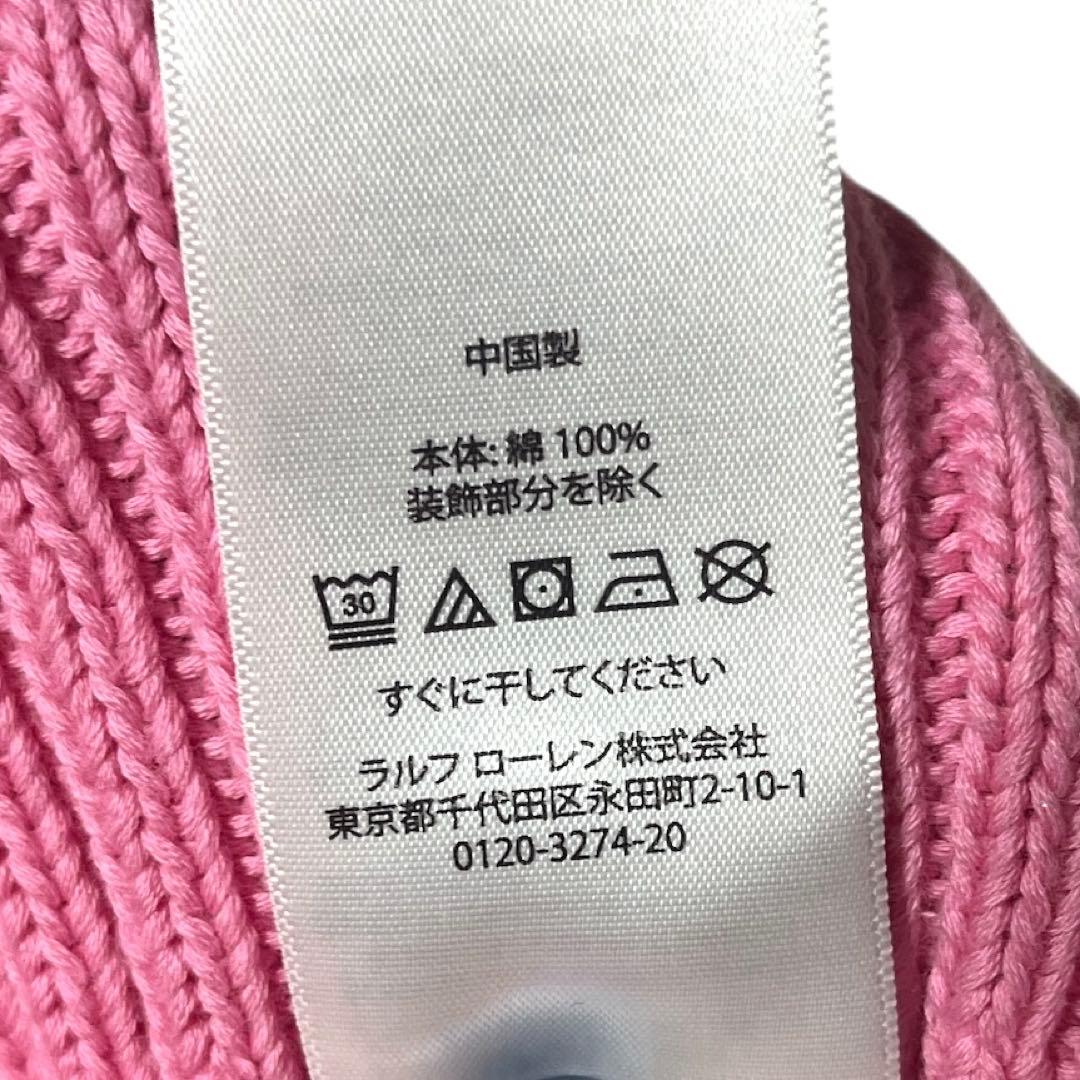 中国製
本体: 綿 100%
装飾部分を除く
30
すぐに干してください
ラルフ ローレン株式会社
東京都千代田区永田町2-10-1
0120-3274-20